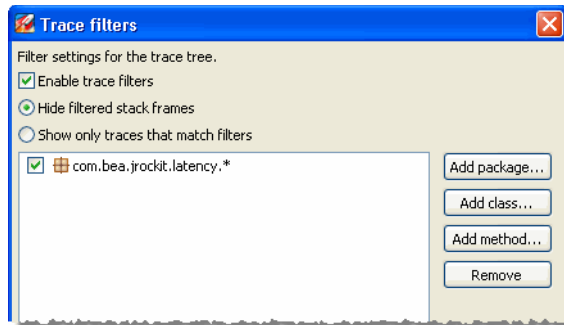 Trace filters
Filter settings for the trace tree.
Enable trace filters
Hide filtered stack frames
Show only traces that match filters
com.bea.jrockit.latency.*
Add package...
Add class...
Add method...
Remove